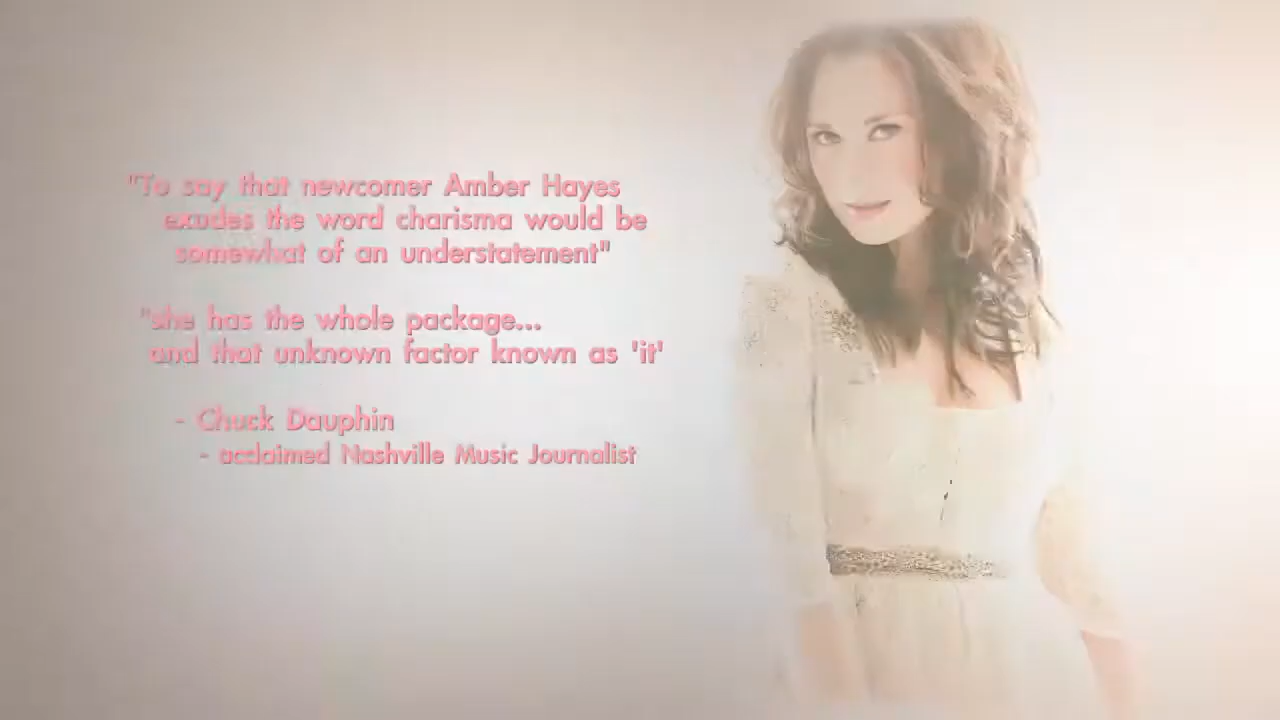 "To say that newcomer Amber Hayes
exudes the word charisma would be
somewhat of an understatement"
"she has the whole package...
and that unknown factor known as 'it'
- Chuck Dauphin
- acclaimed Nashville Music Journalist